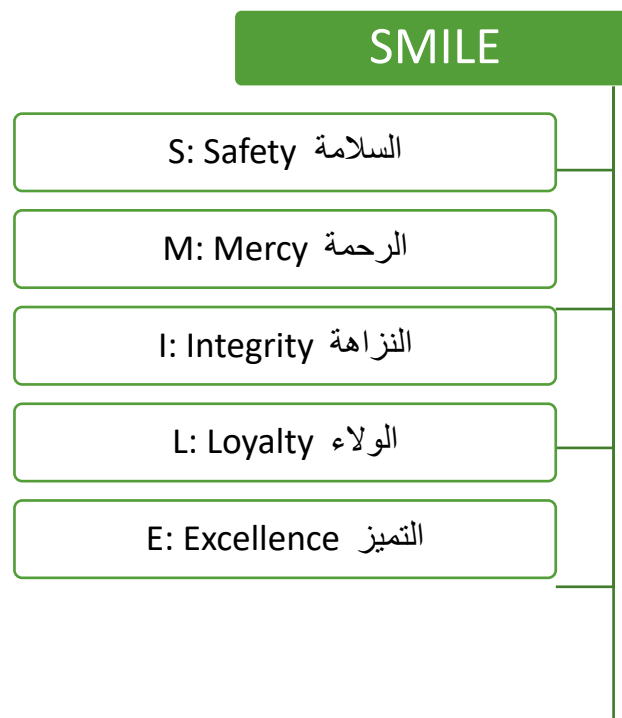 SMILE
S: Safety السلامة
M: Mercy الرحمة
I: Integrity النزاهة
L: Loyalty الولاء
E: Excellence التميز